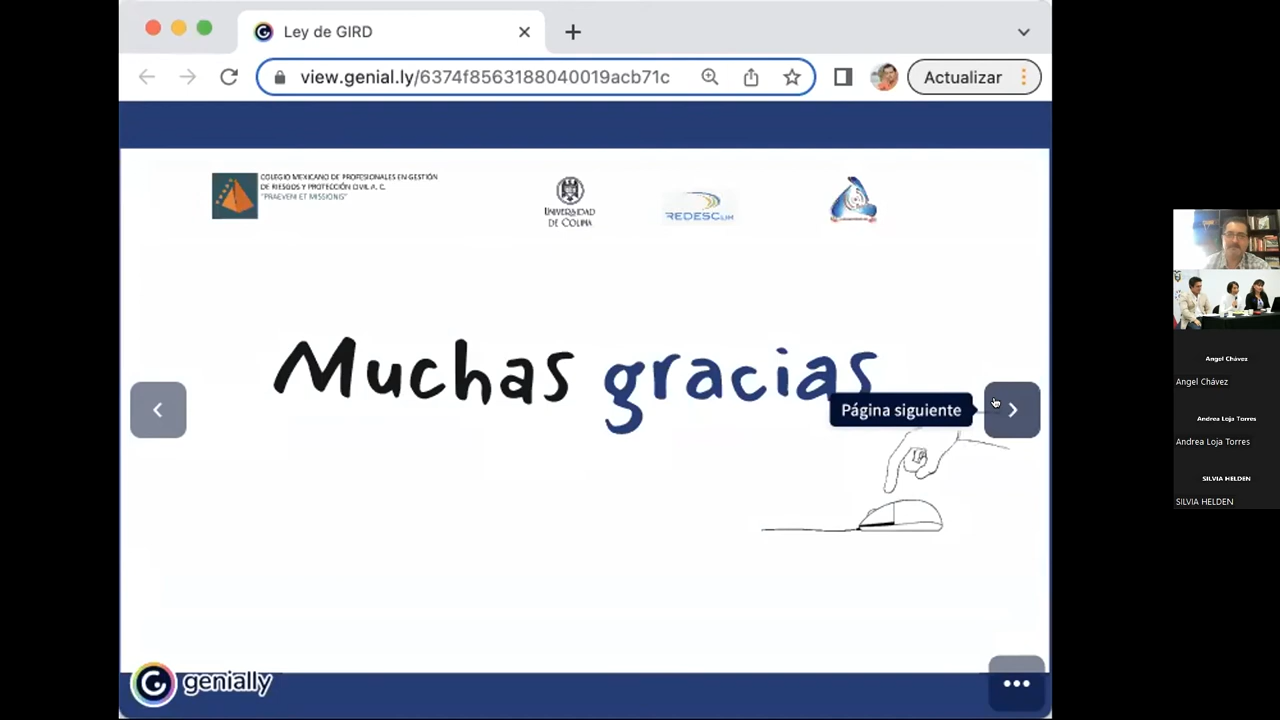 Ley de GIRD
view.genial.ly/6374f8563188040019acb71c
Actualizar
COLEGIO MEXICANO DE PROFESIONALES EN GESTIÓN
DE RIESGOS Y PROTECCIÓN CIVIL A. C.
"PRAEVENI ET MISSIONIS"
UNIVERSIDAD
DE COLIMA
REDESClim
Muchas gracias
Página siguiente
genially
Angel Chávez
Angel Chávez
Andrea Loja Torres
Andrea Loja Torres
SILVIA HELDEN
SILVIA HELDEN